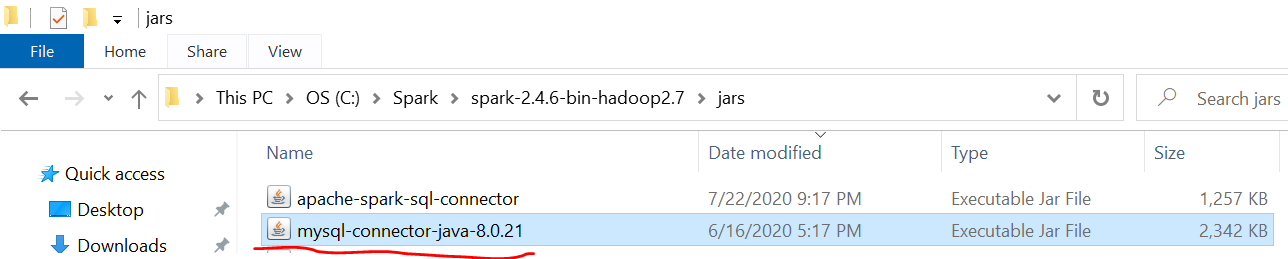 jars
File Home Share View
This PC > OS (C:) > Spark > spark-2.4.6-bin-hadoop2.7 > jars
Search jars
Name Date modified Type Size
Quick access
Desktop
Downloads
apache-spark-sql-connector 7/22/2020 9:17 PM Executable Jar File 1,257 KB
mysql-connector-java-8.0.21 6/16/2020 5:17 PM Executable Jar File 2,342 KB